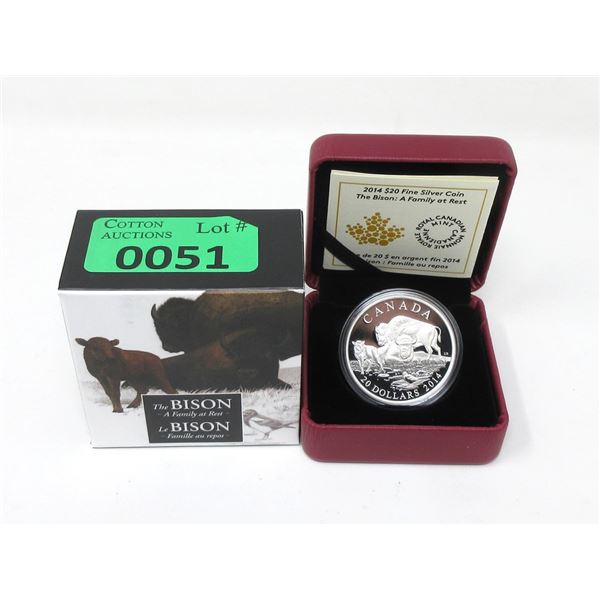 COTTON Lot #
AUCTIONS
0051
The BISON
- A Family at Rest -
Le BISON
- Famille au repos -
2014 $20 Fine Silver Coin
The Bison: A Family at Rest
ROYAL CANADIAN MINT
MONNAIE ROYALE CANADIENNE
de 20 $ en argent fin 2014
: Famille au repos
CANADA
20 DOLLARS 2014